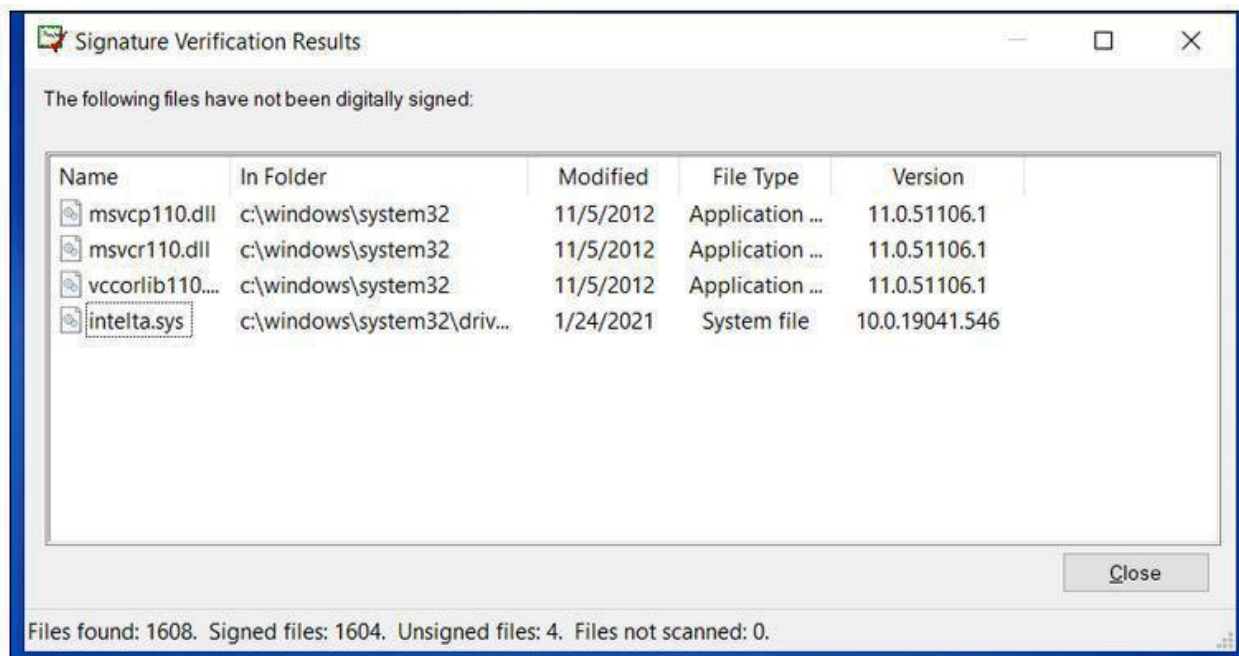 Signature Verification Results
The following files have not been digitally signed:
Name In Folder Modified File Type Version
msvcp110.dll c:\windows\system32 11/5/2012 Application ... 11.0.51106.1
msvcr110.dll c:\windows\system32 11/5/2012 Application ... 11.0.51106.1
vccorlib110.... c:\windows\system32 11/5/2012 Application ... 11.0.51106.1
intelta.sys c:\windows\system32\driv... 1/24/2021 System file 10.0.19041.546
Close
Files found: 1608. Signed files: 1604. Unsigned files: 4. Files not scanned: 0.